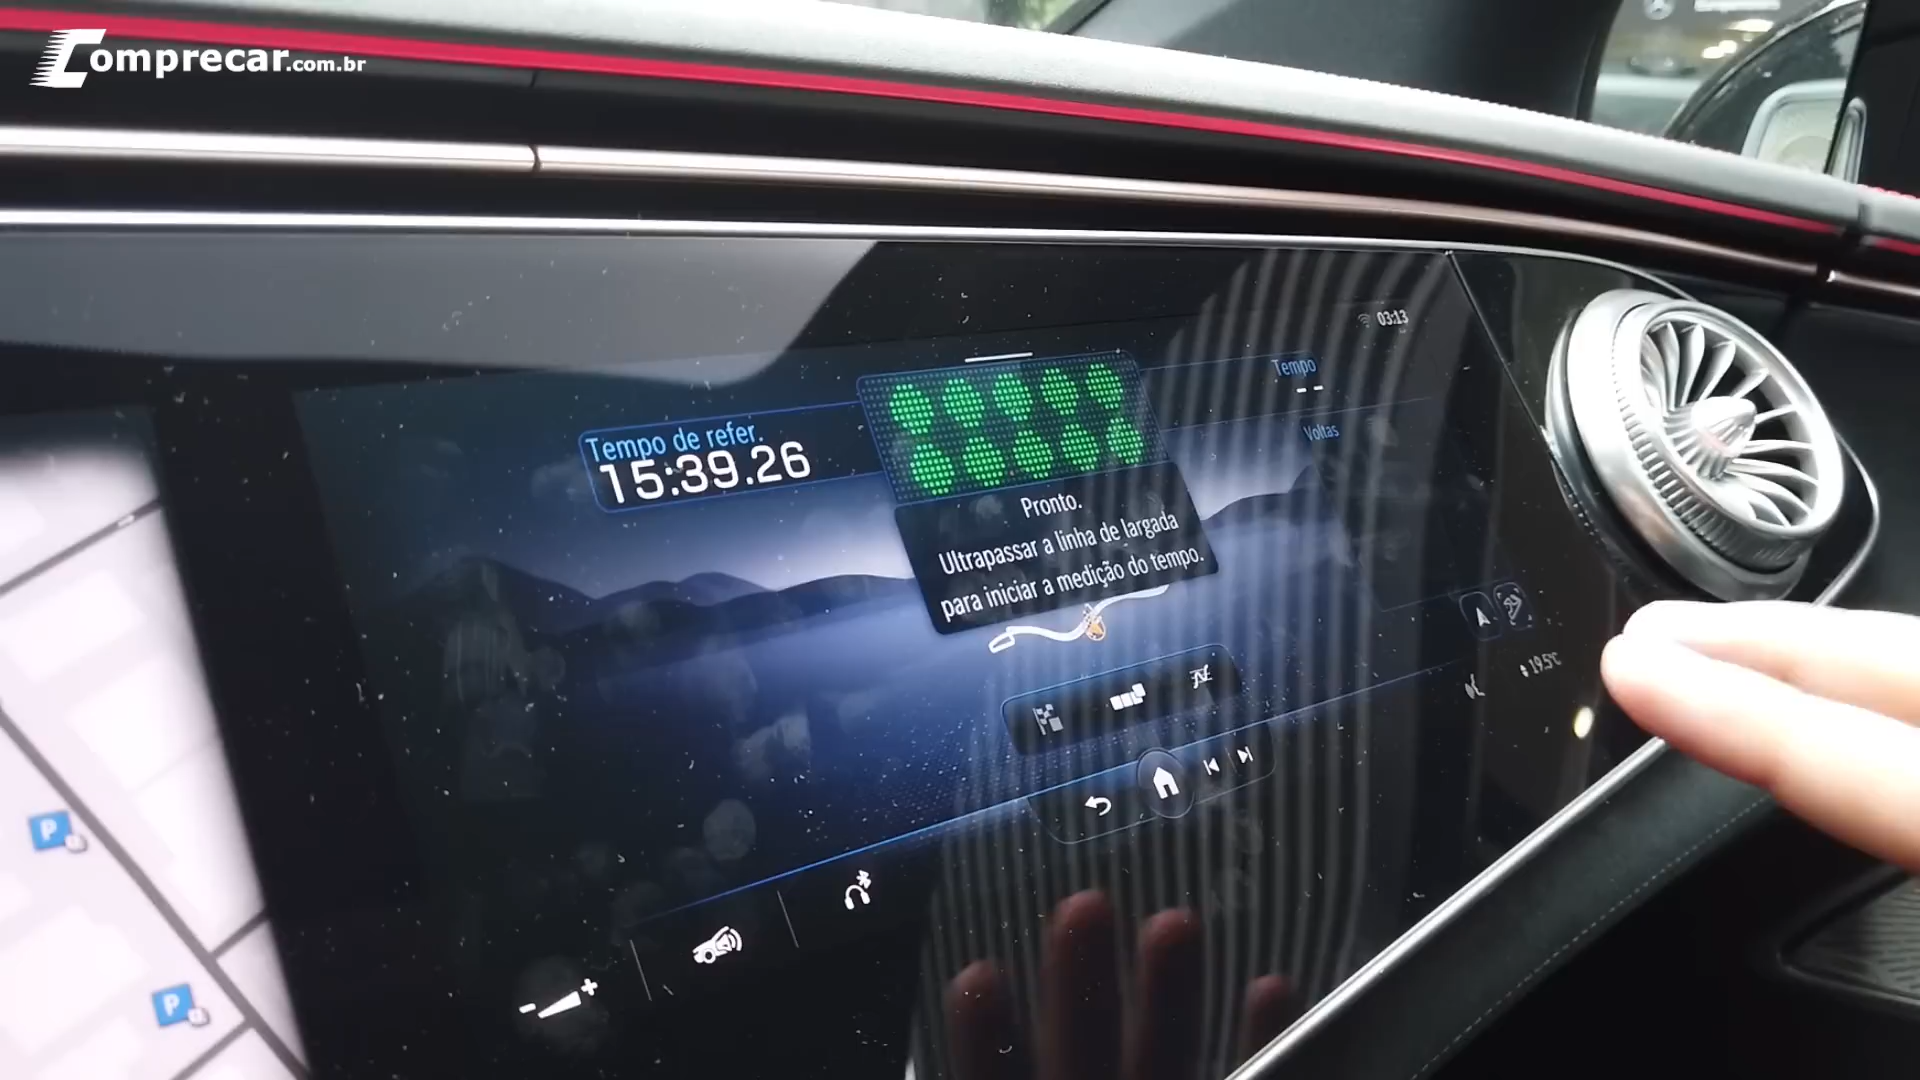 Comprecar.com.br
03:13
Tempo
-- --
Tempo de refer.
15:39.26
Voltas
Pronto.
Ultrapassar a linha de largada
para iniciar a medição do tempo.
19.5°C
P
P